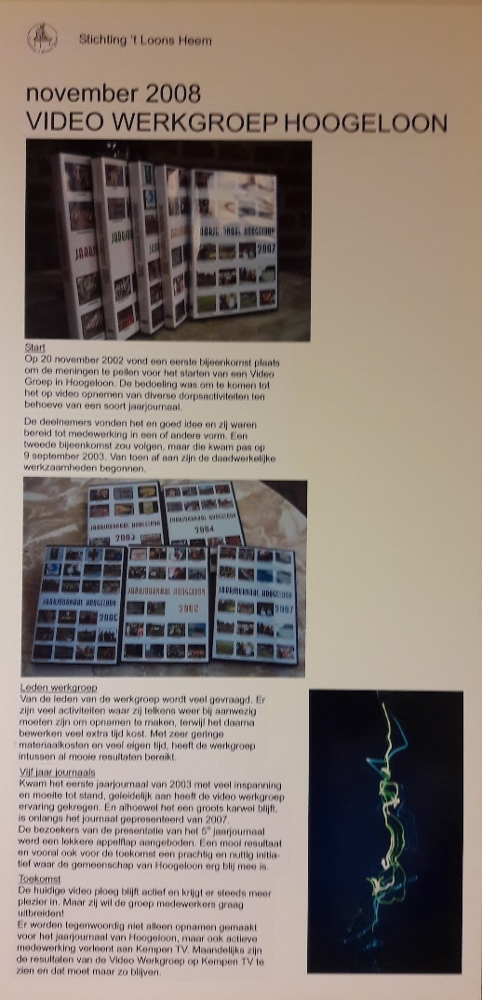 Stichting 't Loons Heem
november 2008
VIDEO WERKGROEP HOOGELOON
JAARJOURNAAL HOOGELOON
2007
Start
Op 20 november 2002 vond een eerste bijeenkomst plaats
om de meningen te peilen voor het starten van een Video
Groep in Hoogeloon. De bedoeling was om te komen tot
het op video opnemen van diverse dorpsactiviteiten ten
behoeve van een soort jaarjournaal.
De deelnemers vonden het en goed idee en zij waren
bereid tot medewerking in een of andere vorm. Een
tweede bijeenkomst zou volgen, maar die kwam pas op
9 september 2003. Van toen af aan zijn de daadwerkelijke
werkzaamheden begonnen.
JAARJOURNAAL HOOGELOON
2003
JAARJOURNAAL HOOGELOON
2004
JAARJOURNAAL HOOGELOON
JAARJOURNAAL HOOGELOON
JAARJOURNAAL HOOGELOON
2007
Leden werkgroep
Van de leden van de werkgroep wordt veel gevraagd. Er
zijn veel activiteiten waar zij telkens weer bij aanwezig
moeten zijn om opnamen te maken, terwijl het daarna
bewerken veel extra tijd kost. Met zeer geringe
materiaalkosten en veel eigen tijd, heeft de werkgroep
intussen al mooie resultaten bereikt.
Vijf jaar journaals
Kwam het eerste jaarjournaal van 2003 met veel inspanning
en moeite tot stand, geleidelijk aan heeft de video werkgroep
ervaring gekregen. En alhoewel het een groots karwei blijft,
is onlangs het journaal gepresenteerd van 2007.
De bezoekers van de presentatie van het 5e jaarjournaal
werd een lekkere appelflap aangeboden. Een mooi resultaat
en vooral ook voor de toekomst een prachtig en nuttig initia-
tief waar de gemeenschap van Hoogeloon erg blij mee is.
Toekomst
De huidige video ploeg blijft actief en krijgt er steeds meer
plezier in. Maar zij wil de groep medewerkers graag
uitbreiden!
Er worden tegenwoordig niet alleen opnamen gemaakt
voor het jaarjournaal van Hoogeloon, maar ook actieve
medewerking verleent aan Kempen TV. Maandelijks zijn
de resultaten van de Video Werkgroep op Kempen TV te
zien en dat moet maar zo blijven.